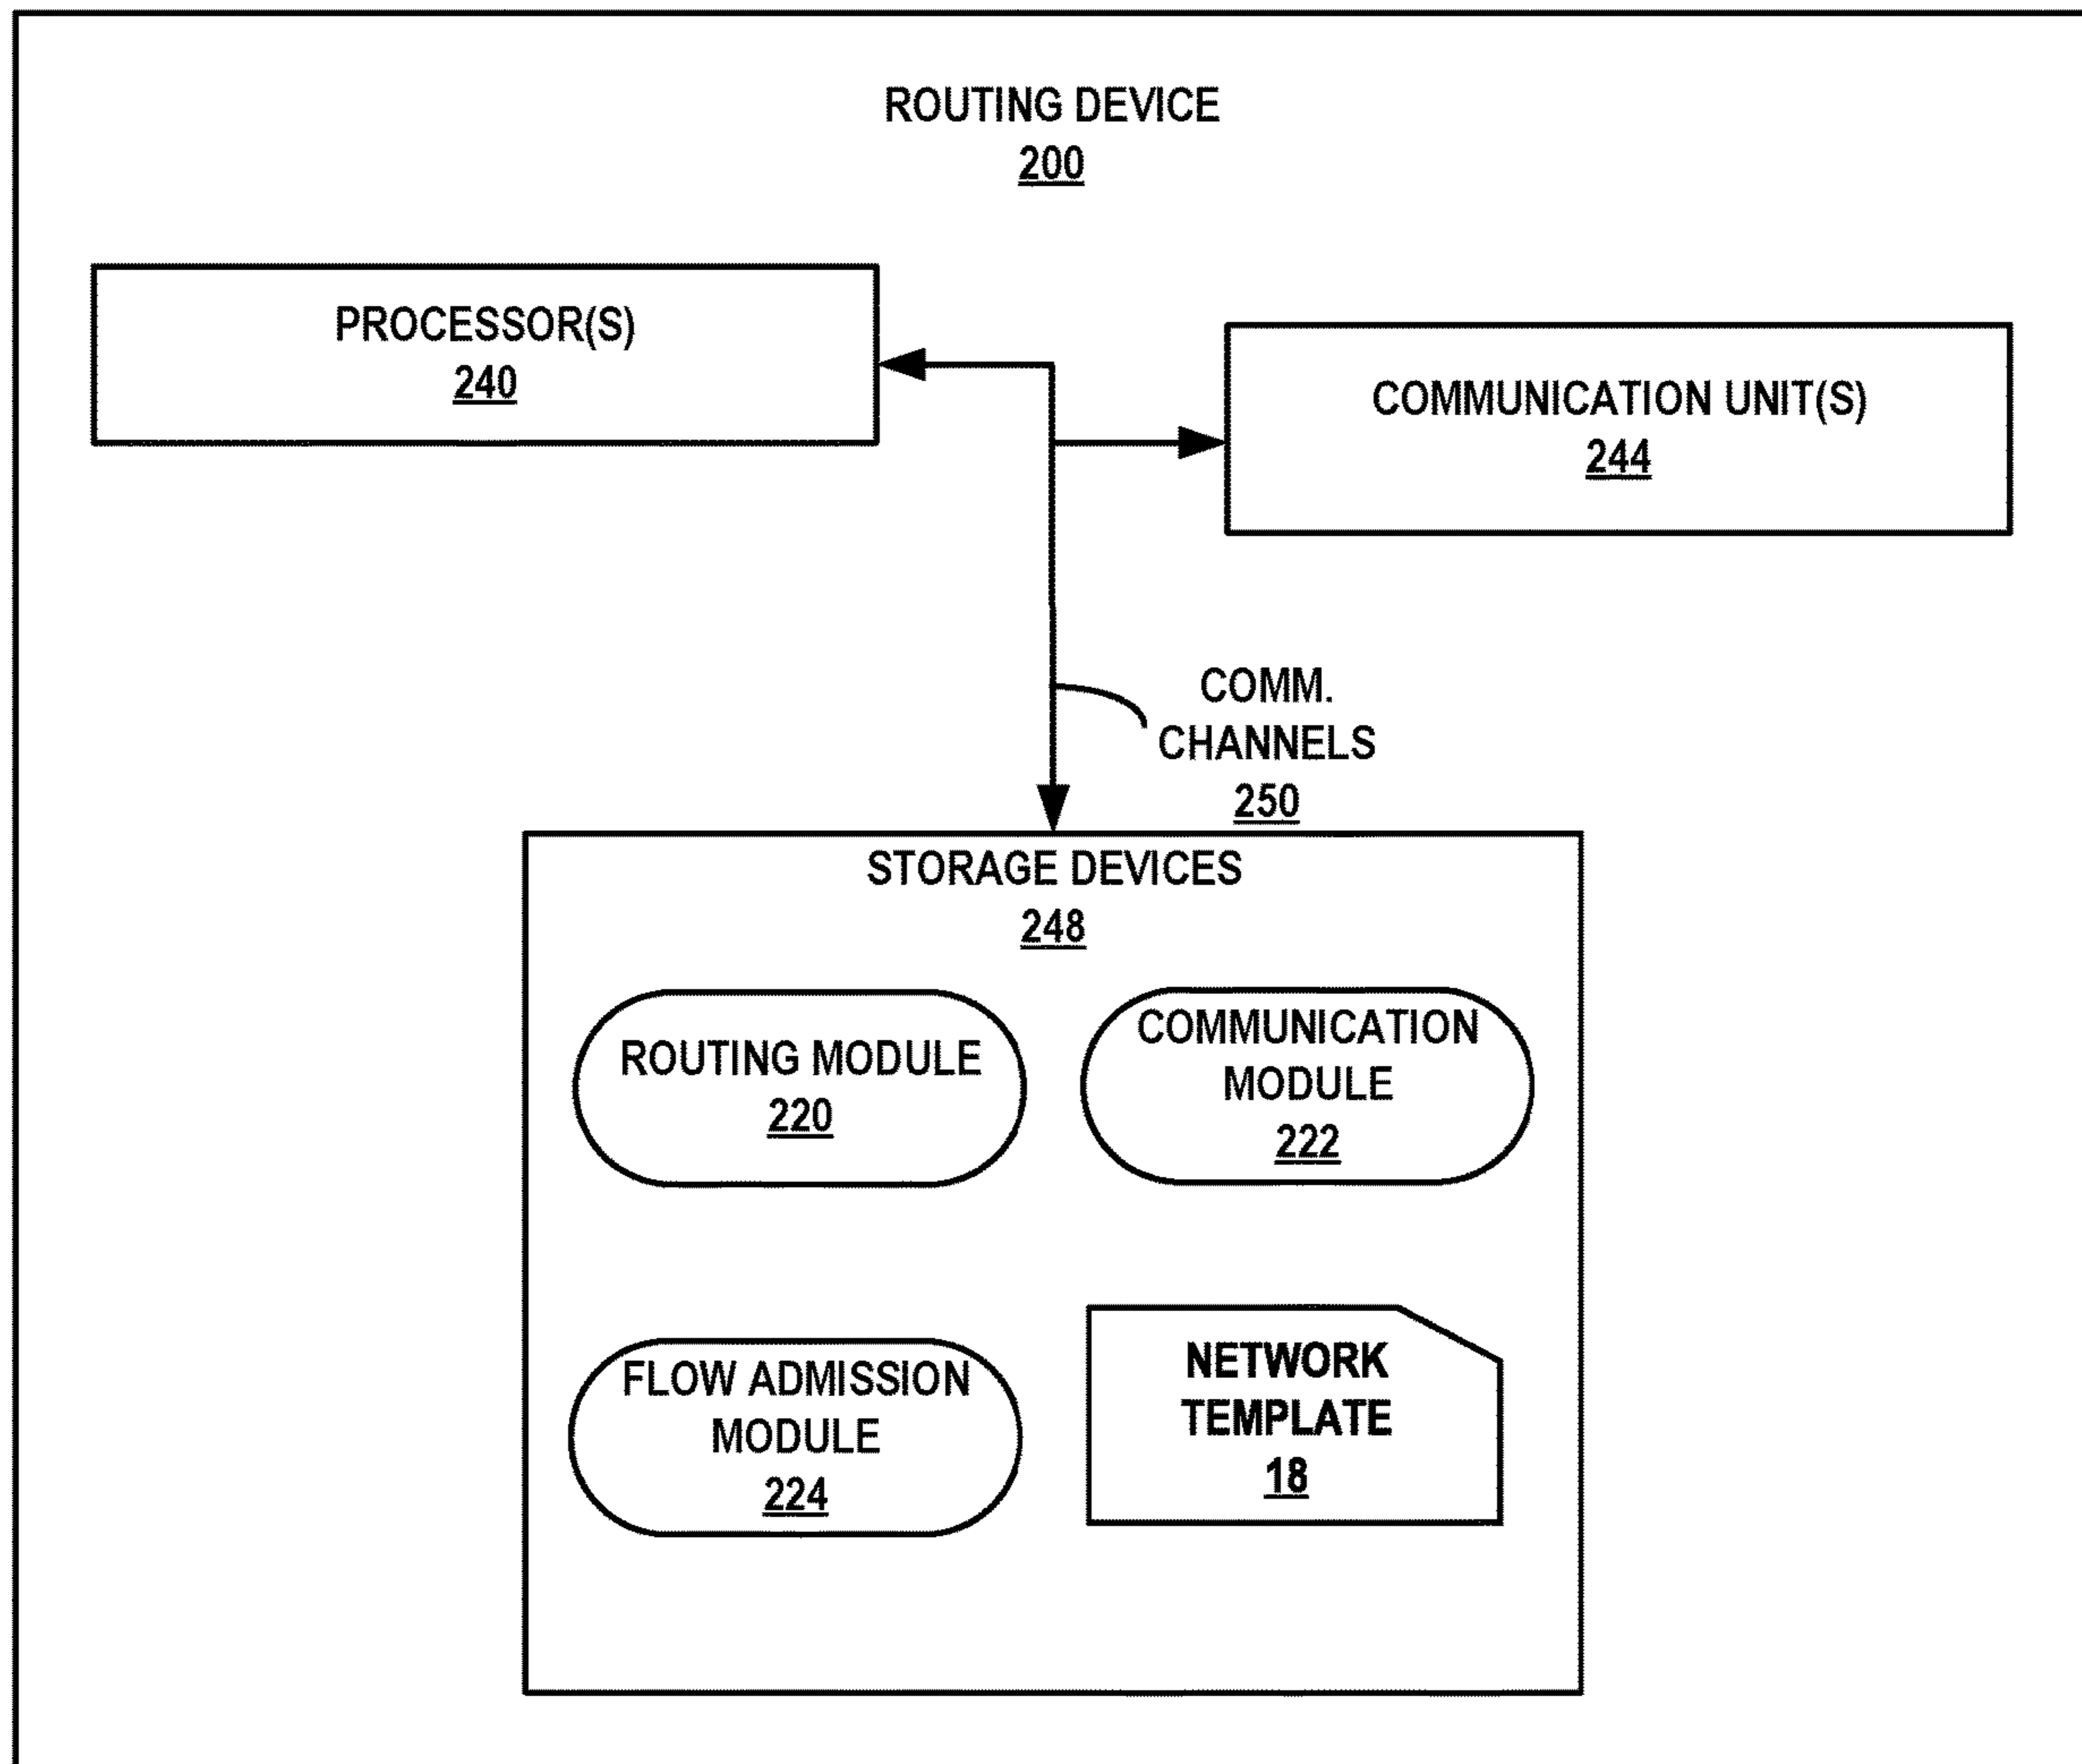 ROUTING DEVICE
200
PROCESSOR(S)
240
COMMUNICATION UNIT(S)
244
COMM.
CHANNELS
250
STORAGE DEVICES
248
ROUTING MODULE
220
COMMUNICATION
MODULE
222
FLOW ADMISSION
MODULE
224
NETWORK
TEMPLATE
18